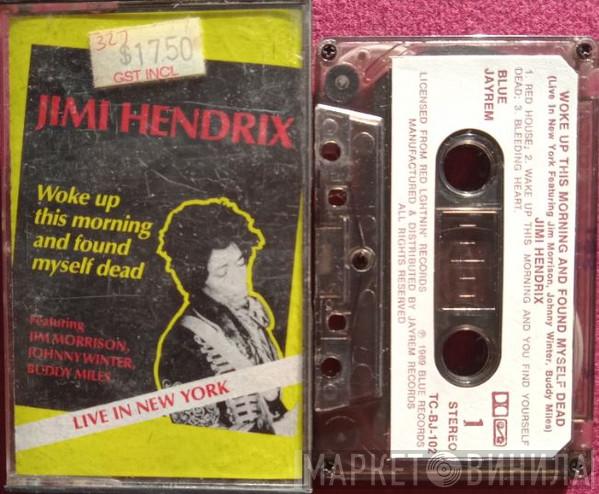 327
$17.50
GST INCL
JIMI HENDRIX
Woke up
this morning
and found
myself dead
Featuring
JIM MORRISON,
JOHNNY WINTER,
BUDDY MILES
LIVE IN NEW YORK
WOKE UP THIS MORNING AND FOUND MYSELF DEAD
(Live In New York Featuring Jim Morrison, Johnny Winter, Buddy Miles)
JIMI HENDRIX
1. RED HOUSE; 2. WAKE UP THIS MORNING AND YOU FIND YOURSELF
DEAD; 3. BLEEDING HEART.
BLUE
JAYREM
1
STEREO
TC-BJ-102
℗ 1989 BLUE RECORDS
LICENSED FROM RED LGHTNIN' RECORDS
MANUFACTURED & DISTRIBUTED BY JAYREM RECORDS
ALL RIGHTS RESERVED
МАРКЕТ ВИНИЛА